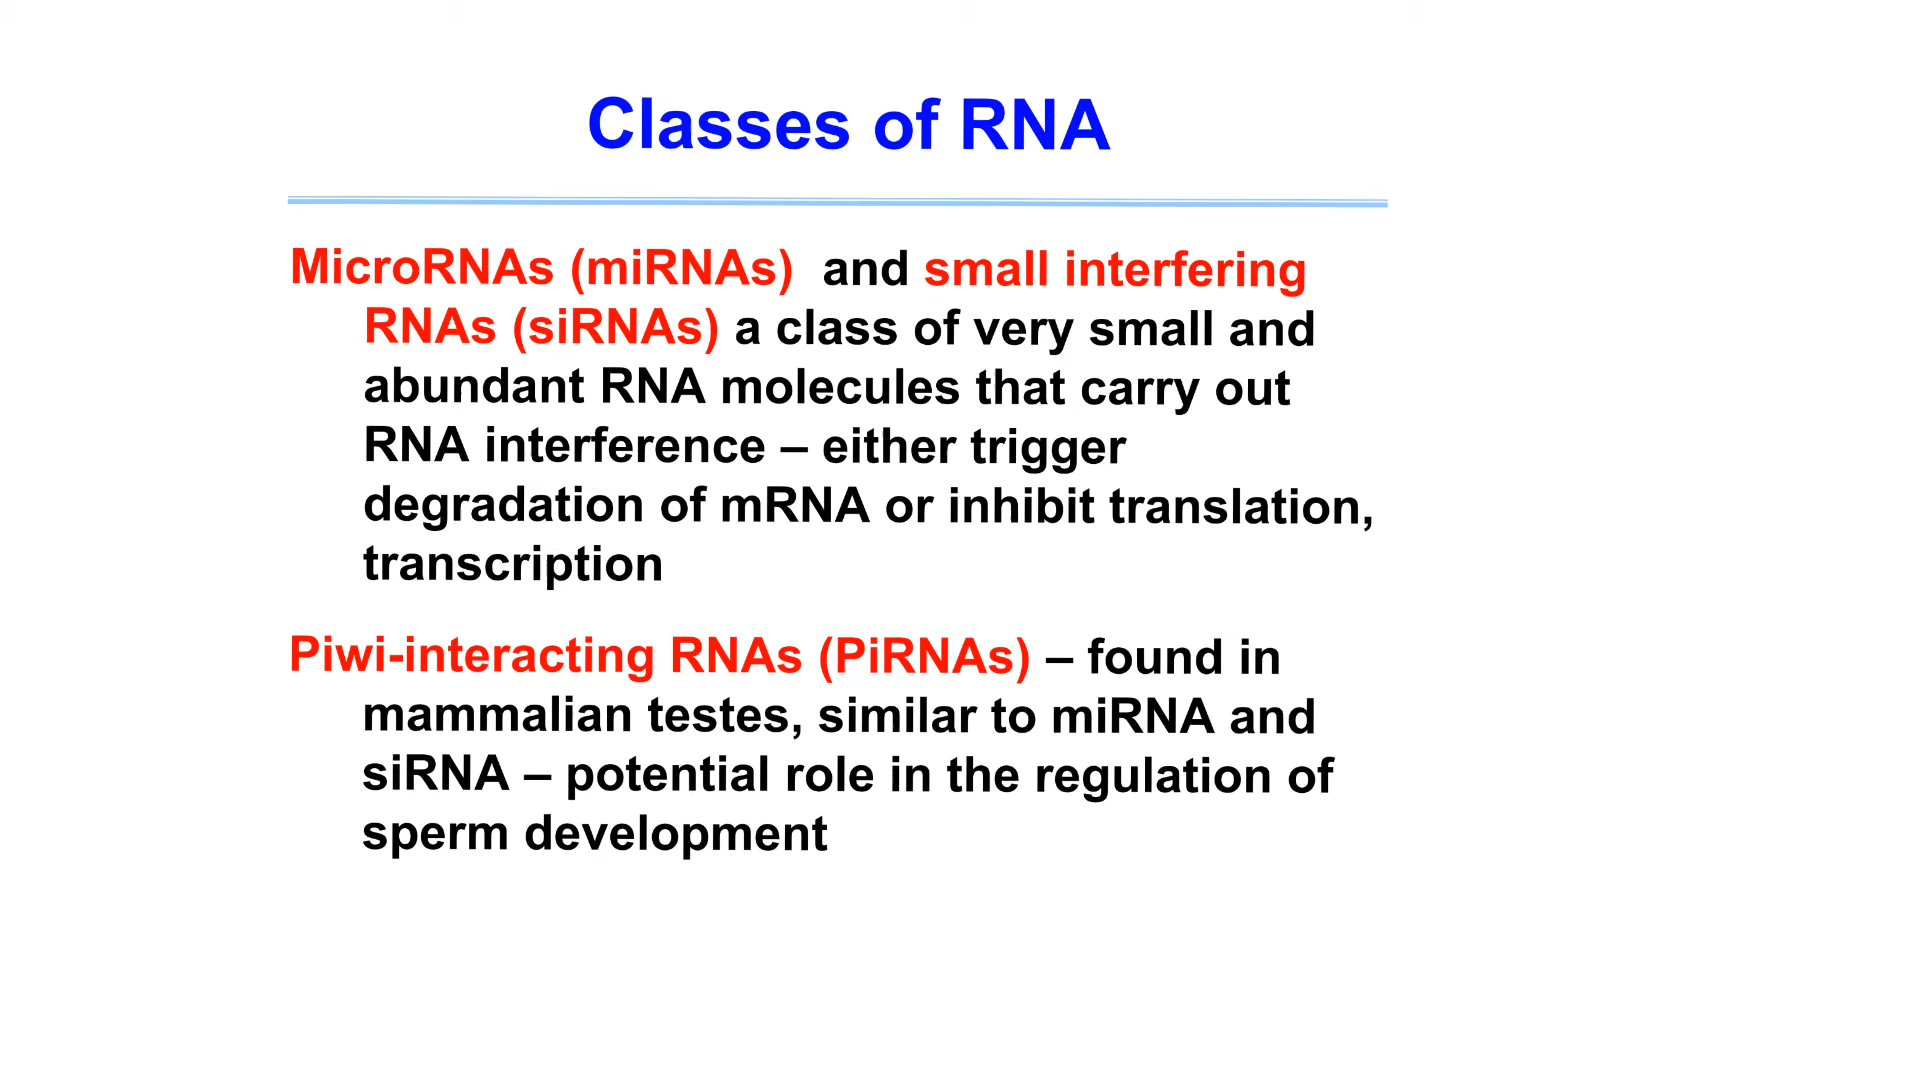 Classes of RNA
MicroRNAs (miRNAs)  and small interfering
RNAs (siRNAs) a class of very small and
abundant RNA molecules that carry out
RNA interference – either trigger
degradation of mRNA or inhibit translation,
transcription
Piwi-interacting RNAs (PiRNAs) – found in
mammalian testes, similar to miRNA and
siRNA – potential role in the regulation of
sperm development